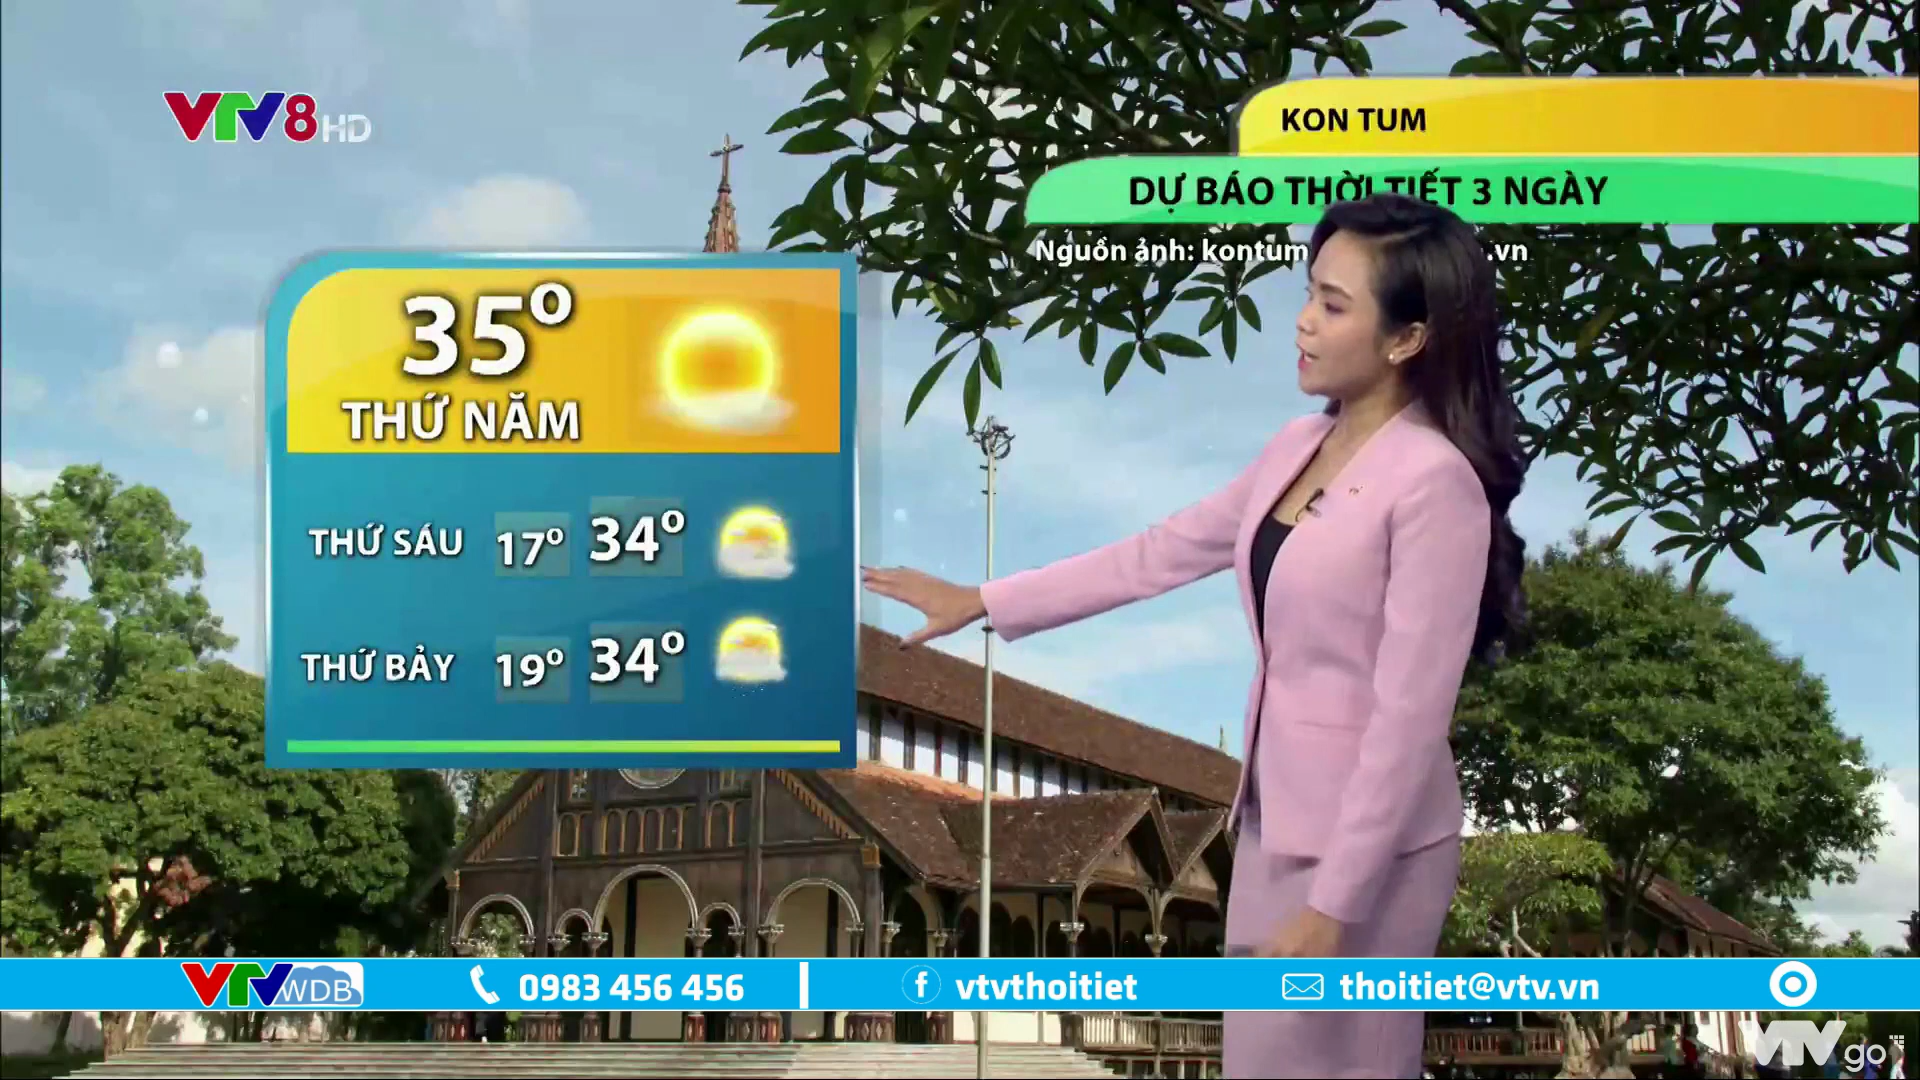 VTV8 HD
KON TUM
DỰ BÁO THỜI TIẾT 3 NGÀY
Nguồn ảnh: kontum .vn
35°
THỨ NĂM
THỨ SÁU 17° 34°
THỨ BẢY 19° 34°
VTV WDB 0983 456 456 vtvthoitiet thoitiet@vtv.vn
VTV go